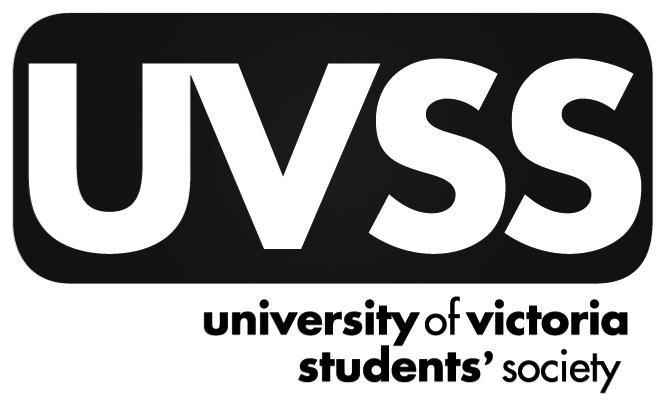 UVSS
university of victoria
students’ society